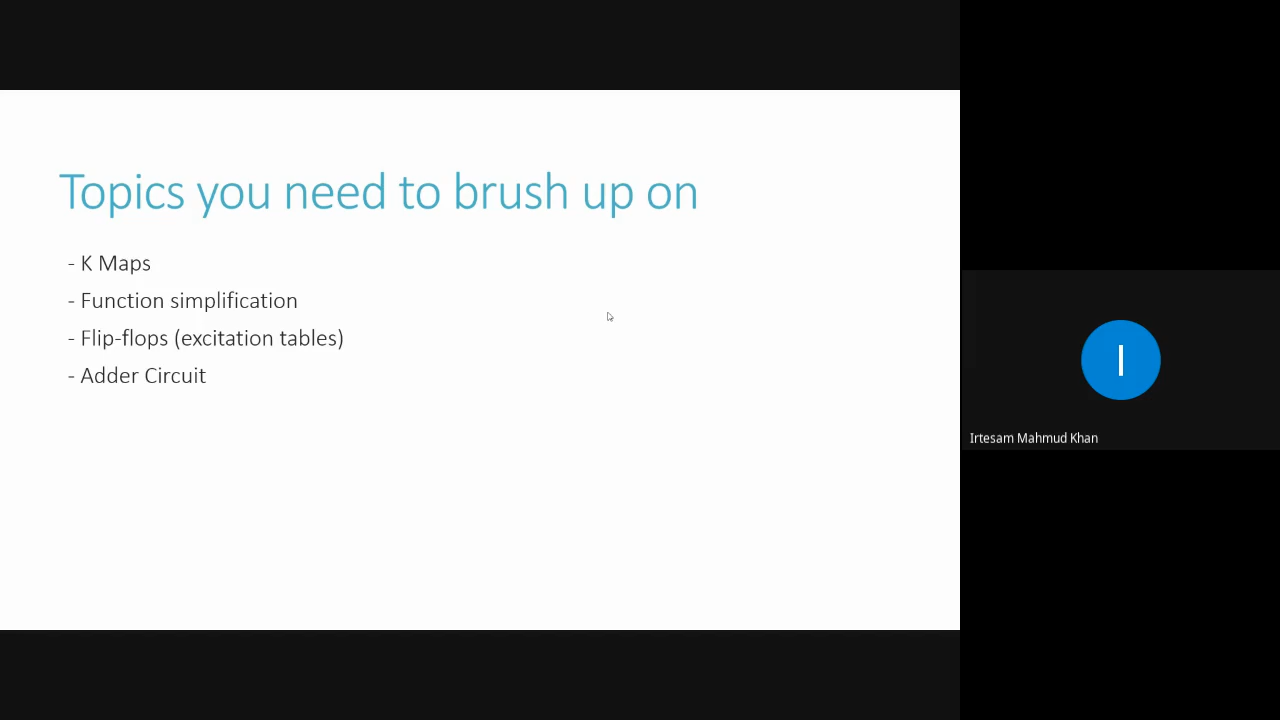 Topics you need to brush up on
- K Maps
- Function simplification
- Flip-flops (excitation tables)
- Adder Circuit
I
Irtesam Mahmud Khan